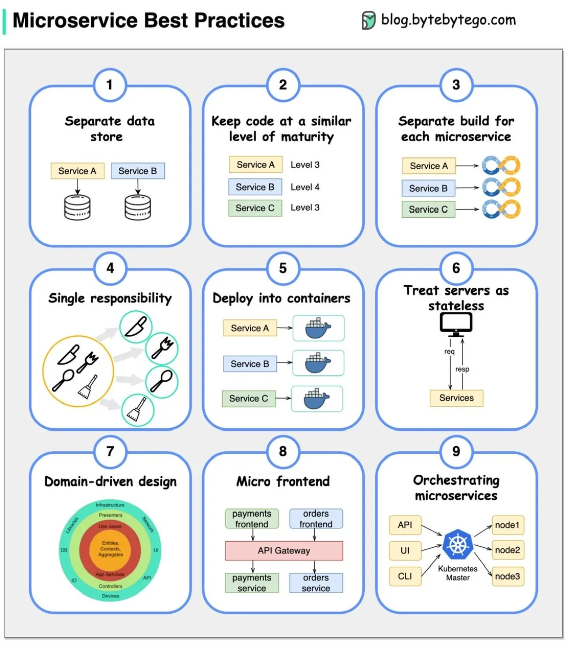 Microservice Best Practices
blog.bytebytego.com
1
Separate data
store
Service A
Service B
2
Keep code at a similar
level of maturity
Service A Level 3
Service B Level 4
Service C Level 3
3
Separate build for
each microservice
Service A
Service B
Service C
4
Single responsibility
5
Deploy into containers
Service A
Service B
Service C
6
Treat servers as
stateless
req
resp
Services
7
Domain-driven design
Infrastructure
Presenters
Use cases
Entities,
Contexts,
Aggregates
App Services
Controllers
Devices
Libraries
Network
DB
UI
IO
API
8
Micro frontend
payments
frontend
orders
frontend
API Gateway
payments
service
orders
service
9
Orchestrating
microservices
API
UI
CLI
Kubernetes
Master
node1
node2
node3